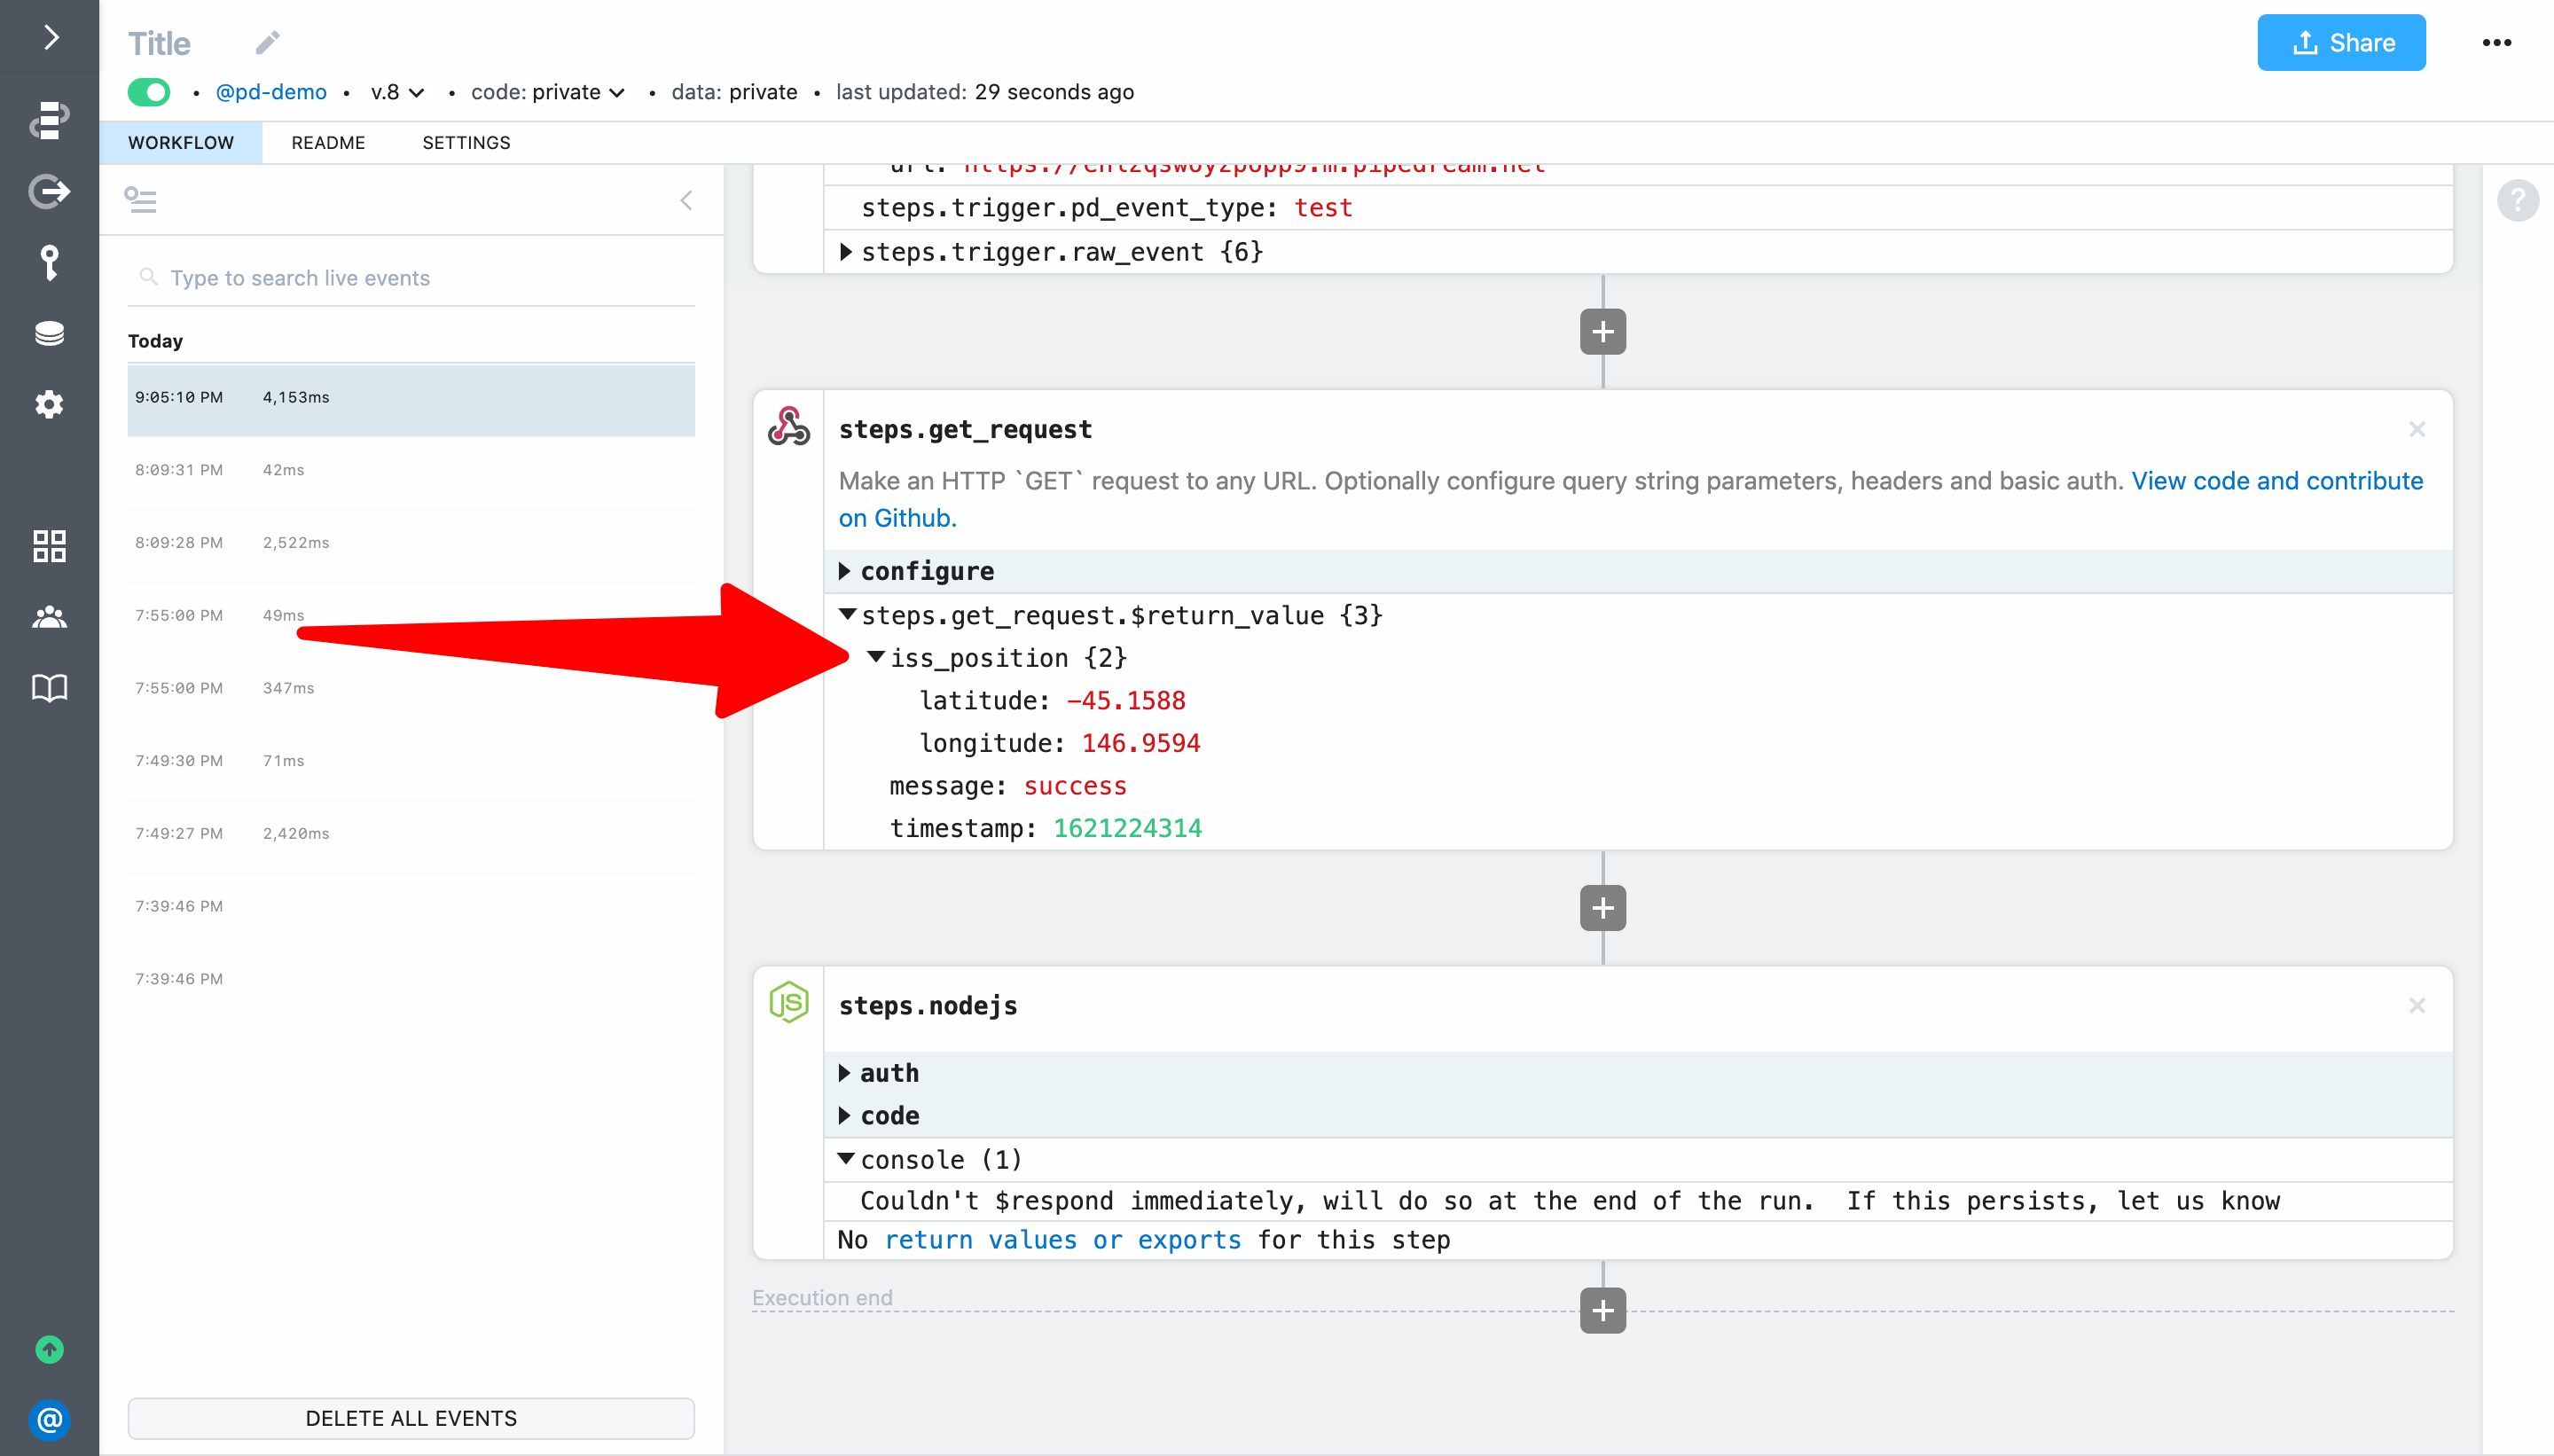 Title
Share
@pd-demo • v.8 • code: private • data: private • last updated: 29 seconds ago
WORKFLOW README SETTINGS
Type to search live events
Today
9:05:10 PM 4,153ms
8:09:31 PM 42ms
8:09:28 PM 2,522ms
7:55:00 PM 49ms
7:55:00 PM 347ms
7:49:30 PM 71ms
7:49:27 PM 2,420ms
7:39:46 PM
7:39:46 PM
DELETE ALL EVENTS
steps.trigger.pd_event_type: test
steps.trigger.raw_event {6}
steps.get_request
Make an HTTP `GET` request to any URL. Optionally configure query string parameters, headers and basic auth. View code and contribute
on Github.
configure
steps.get_request.$return_value {3}
iss_position {2}
latitude: -45.1588
longitude: 146.9594
message: success
timestamp: 1621224314
JS
steps.nodejs
auth
code
console (1)
Couldn't $respond immediately, will do so at the end of the run. If this persists, let us know
No return values or exports for this step
Execution end